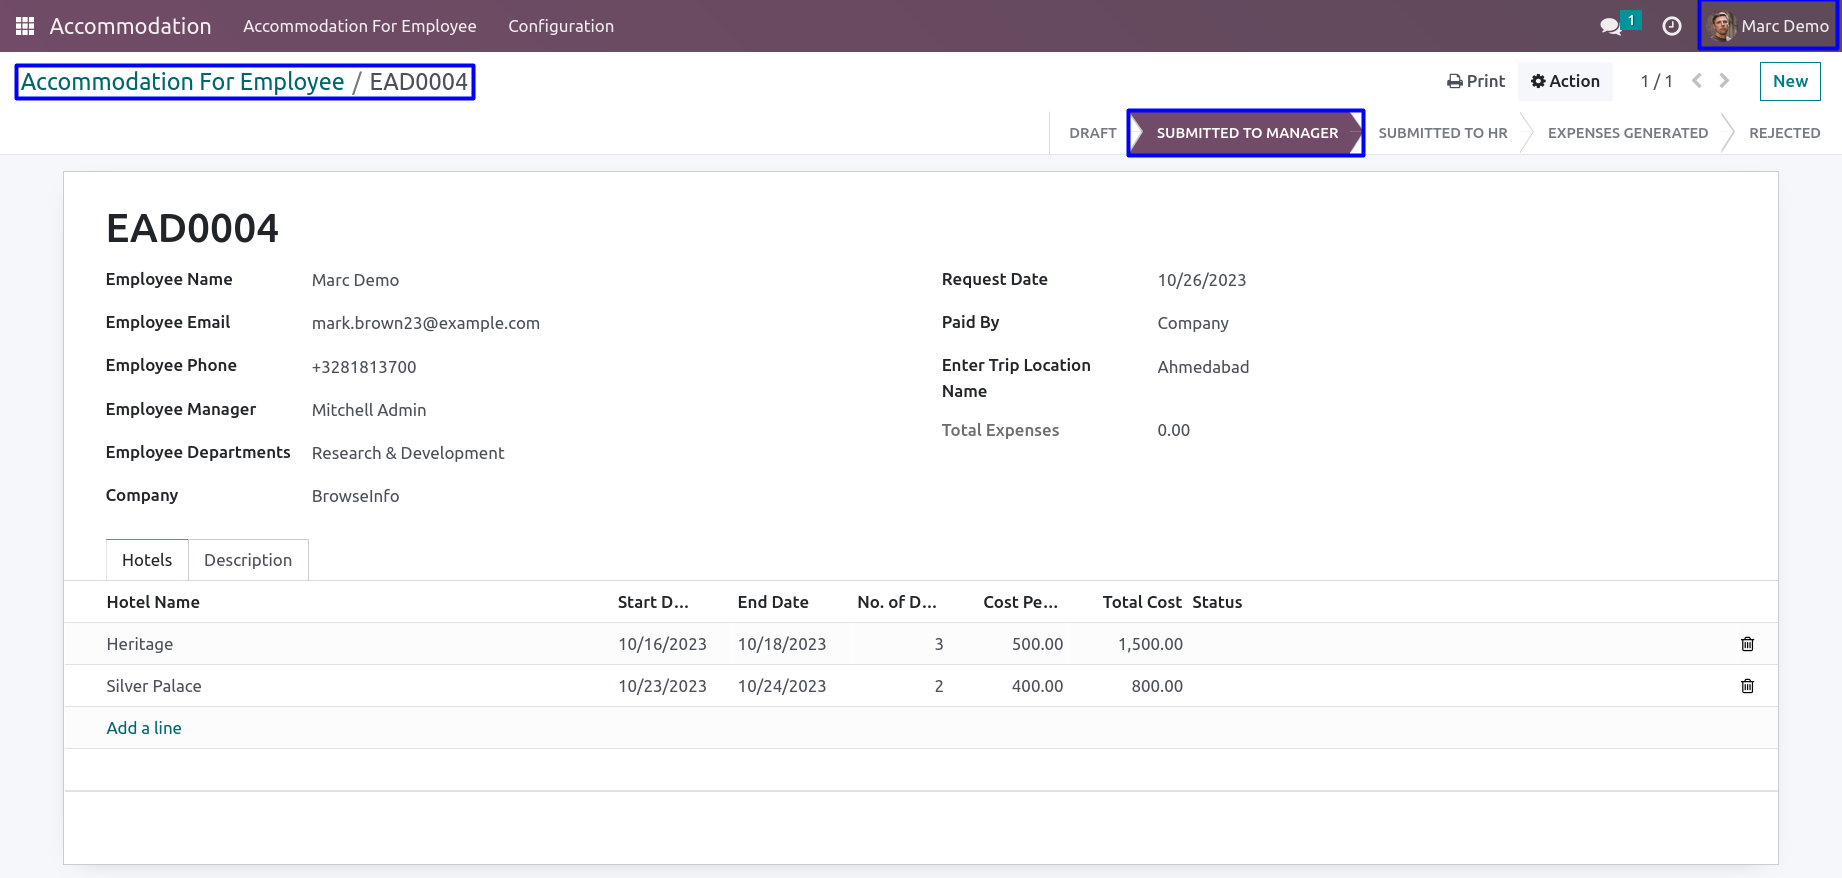 Accommodation Accommodation For Employee Configuration 1 Marc Demo
Accommodation For Employee / EAD0004 Print Action 1 / 1 New
DRAFT SUBMITTED TO MANAGER SUBMITTED TO HR EXPENSES GENERATED REJECTED
EAD0004
Employee Name Marc Demo Request Date 10/26/2023
Employee Email mark.brown23@example.com Paid By Company
Employee Phone +3281813700 Enter Trip Location Ahmedabad
Name
Employee Manager Mitchell Admin
Total Expenses 0.00
Employee Departments Research & Development
Company BrowseInfo
Hotels Description
Hotel Name Start D... End Date No. of D... Cost Pe... Total Cost Status
Heritage 10/16/2023 10/18/2023 3 500.00 1,500.00
Silver Palace 10/23/2023 10/24/2023 2 400.00 800.00
Add a line